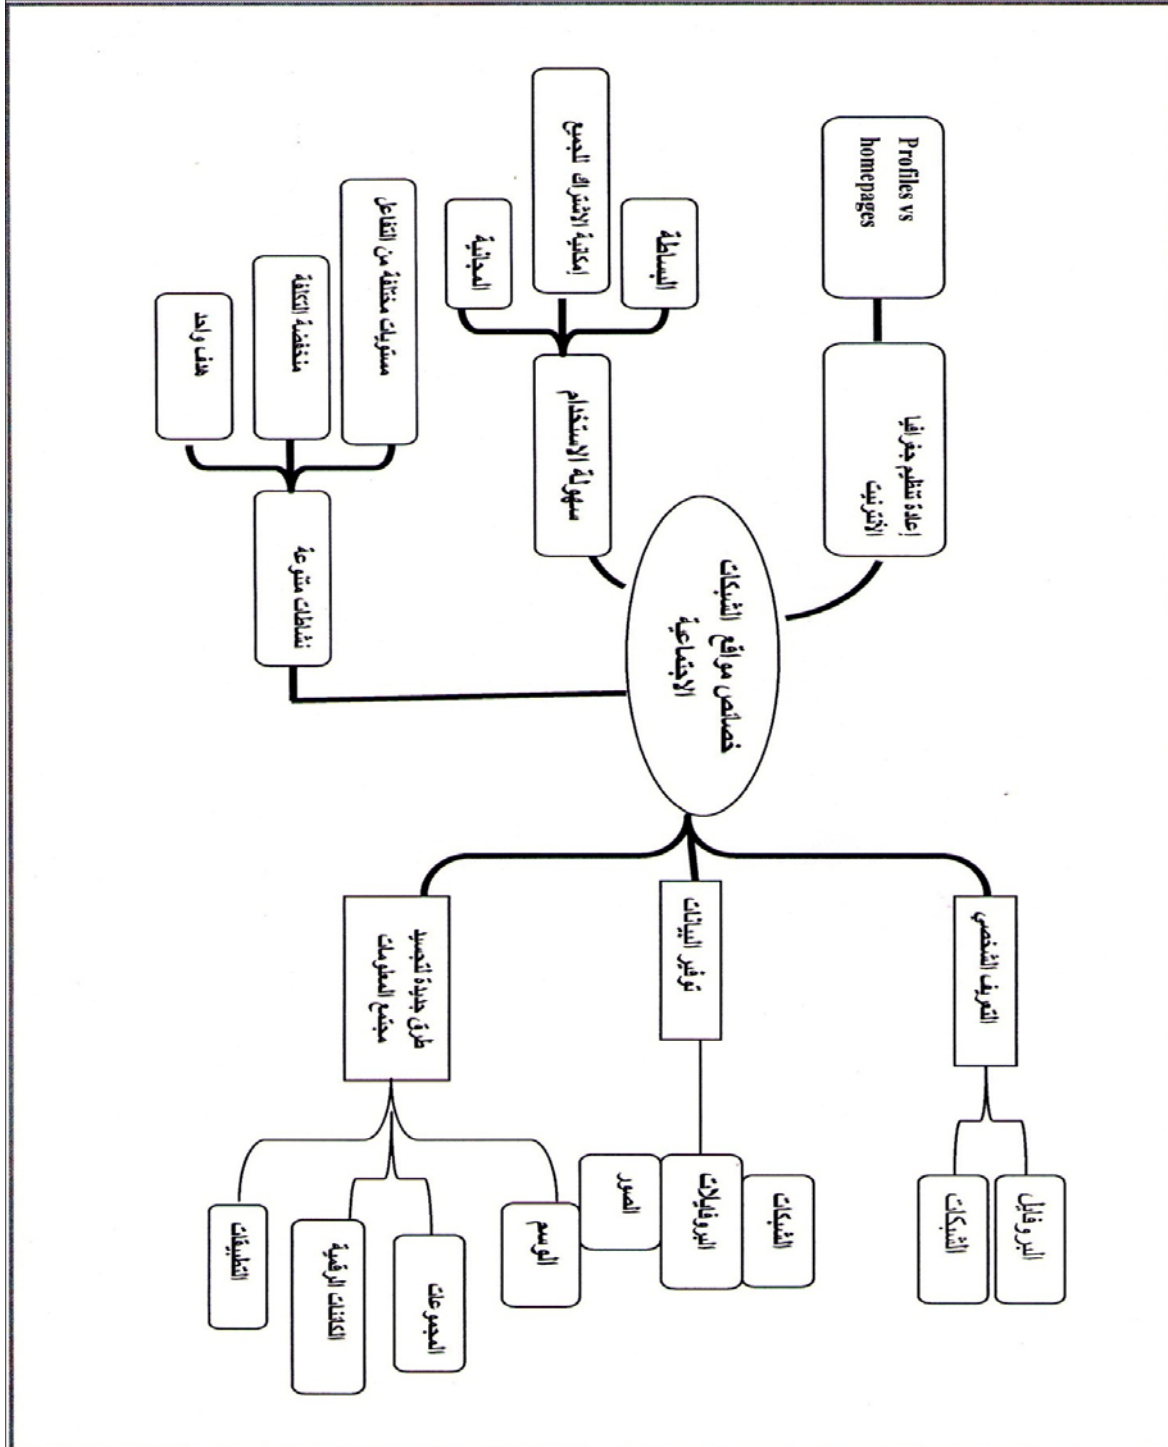 Profiles vs
homepages
إعادة تنظيم جغرافيا
الأنترنيت
البساطة
إمكانية الاشتراك للجميع
المجانية
سهولة الاستخدام
مستويات مختلفة من التفاعل
منخفضة التكلفة
هدف واحد
نشاطات متنوعة
خصائص مواقع الشبكات
الاجتماعية
التعريف الشخصي
البروفايل
الشبكات
توفير البيانات
الشبكات
البروفايلات
الصور
طرق جديدة لتجسيد
مجتمع المعلومات
الوسم
المجموعات
الكائنات الرقمية
التطبيقات